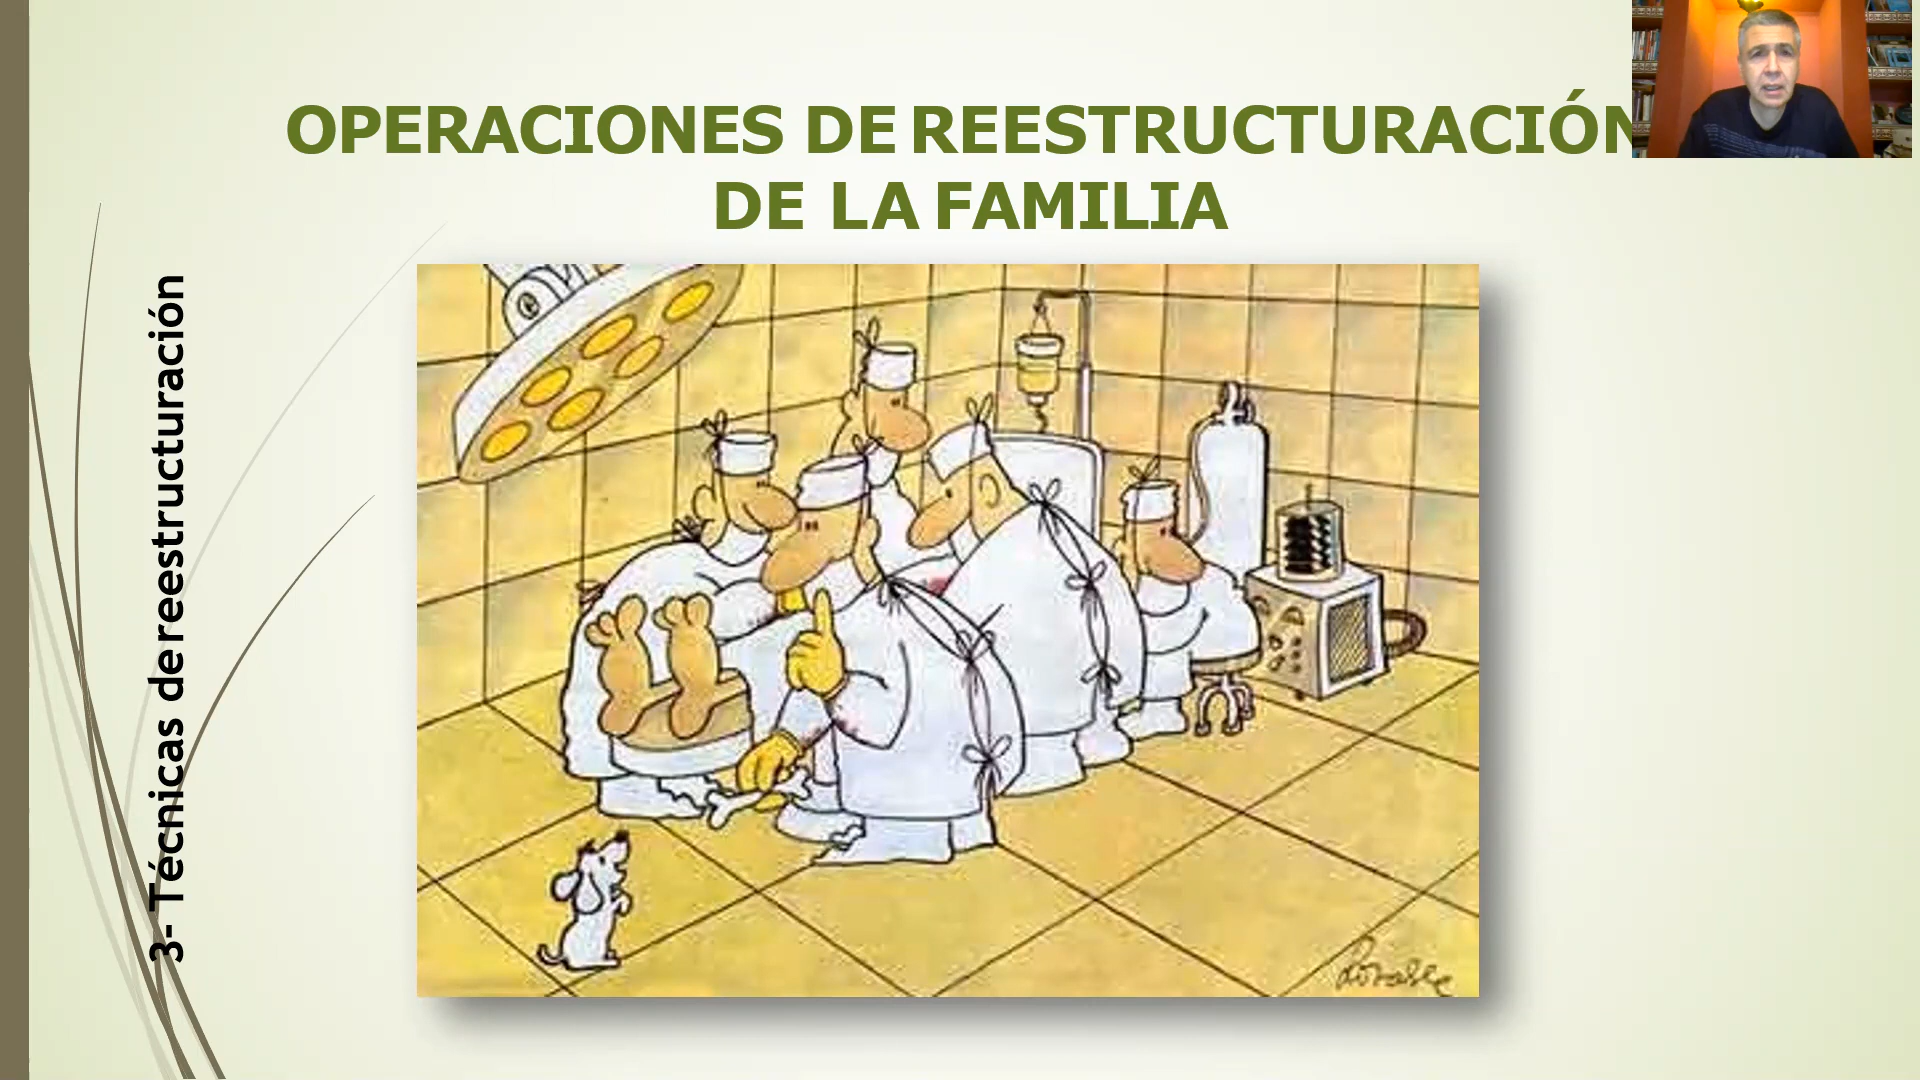 OPERACIONES DE REESTRUCTURACIÓN
DE LA FAMILIA
3- Técnicas de reestructuración